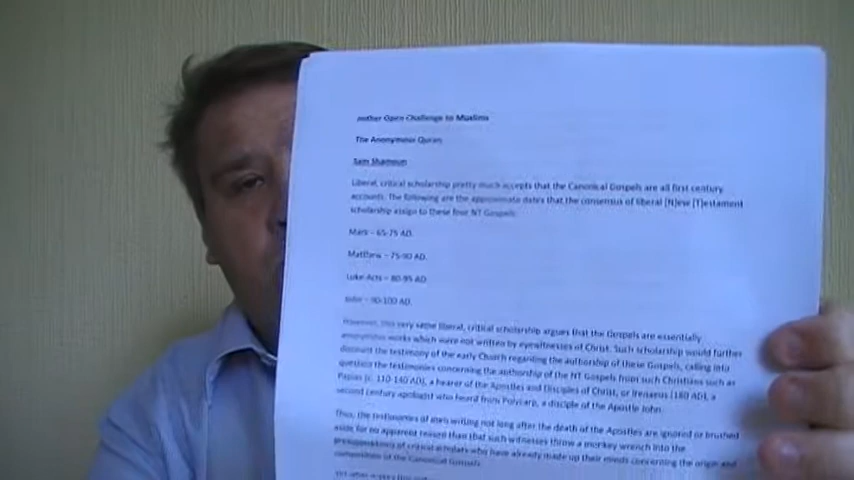 nother Open Challenge to Muslims
The Anonymous Quran
Sam Shamoun
Liberal, critical scholarship pretty much accepts that the Canonical Gospels are all first century
accounts. The following are the approximate dates that the consensus of liberal [N]ew [T]estament
scholarship assign to these four NT Gospels:
Mark – 65-75 AD.
Matthew – 75-90 AD.
Luke-Acts – 80-95 AD.
John – 90-100 AD.
However, this very same liberal, critical scholarship argues that the Gospels are essentially
anonymous works which were not written by eyewitnesses of Christ. Such scholarship would further
discount the testimony of the early Church regarding the authorship of these Gospels, calling into
question the testimonies concerning the authorship of the NT Gospels from such Christians such as
Papias [c. 110-140 AD], a hearer of the Apostles and Disciples of Christ, or Irenaeus [180 AD], a
second century apologist who heard from Polycarp, a disciple of the Apostle John.
Thus, the testimonies of men writing not long after the death of the Apostles are ignored or brushed
aside for no apparent reason than that such witnesses throw a monkey wrench into the
presuppositions of critical scholars who have already made up their minds concerning the origin and
composition of the Canonical Gospels.
Yet what